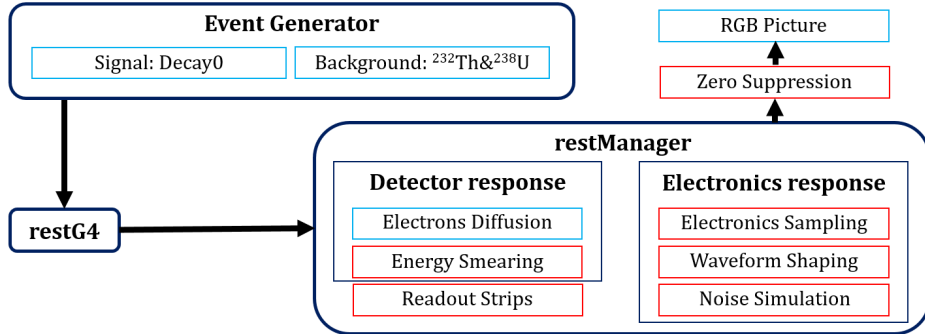 Event Generator
Signal: Decay0
Background: ²³²Th&²³⁸U
RGB Picture
Zero Suppression
restManager
Detector response
Electrons Diffusion
Energy Smearing
Readout Strips
Electronics response
Electronics Sampling
Waveform Shaping
Noise Simulation
restG4